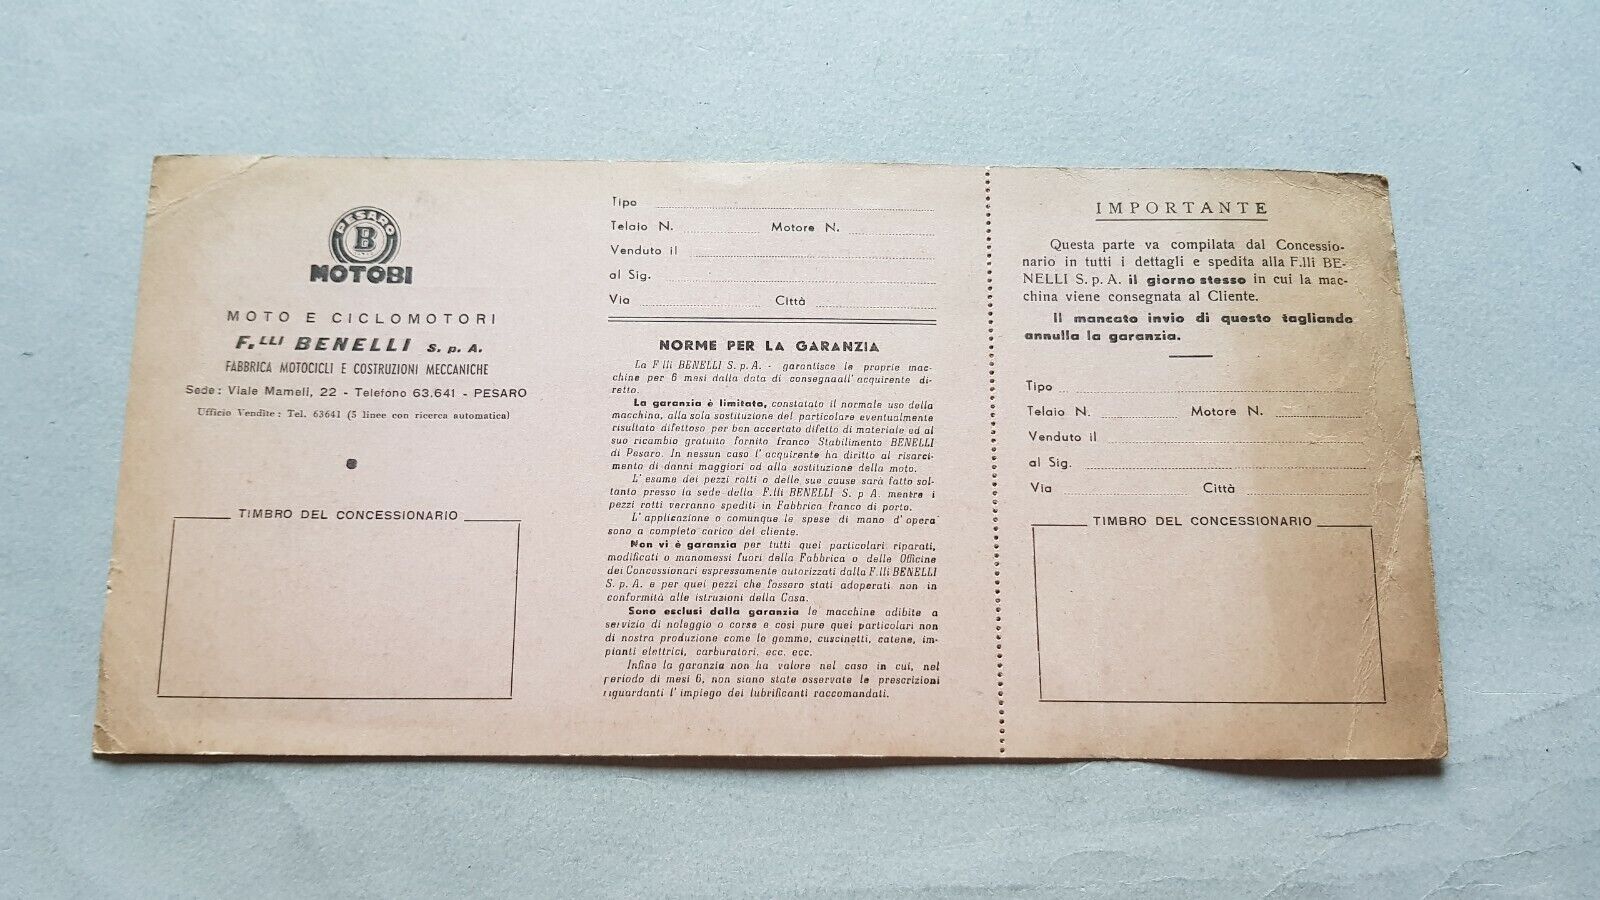 PESARO
B
MOTOBI
MOTO E CICLOMOTORI
F.LLI BENELLI S. p. A.
FABBRICA MOTOCICLI E COSTRUZIONI MECCANICHE
Sede: Viale Mameli, 22 - Telefono 63.641 - PESARO
Ufficio Vendite: Tel. 63641 (5 linee con ricerca automatica)
TIMBRO DEL CONCESSIONARIO
Tipo
Telaio N. Motore N.
Venduto il
al Sig.
Via Città
NORME PER LA GARANZIA
La F lli BENELLI S. p. A. - garantisce le proprie mac-
chine per 6 mesi dalla data di consegnaall' acquirente di-
retto.
La garanzia è limitata, constatato il normale uso della
macchina, alla sola sostituzione del particolare eventualmente
risultato difettoso per ben accertato difetto di materiale ed al
suo ricambio gratuito fornito franco Stabilimento BENELLI
di Pesaro. In nessun caso l' acquirente ha diritto al risarci-
mento di danni maggiori od alla sostituzione della moto.
L' esame dei pezzi rotti o delle sue cause sarà fatto sol-
tanto presso la sede della F.lli BENELLI S. p A. mentre i
pezzi rotti verranno spediti in Fabbrica franco di porto.
L' applicazione o comunque le spese di mano d' opera
sono a completo carico del cliente.
Non vi è garanzia per tutti quei particolari riparati,
modificati o manomessi fuori della Fabbrica o delle Officine
dei Concessionari espressamente autorizzati dalla F.lli BENELLI
S. p. A. e per quei pezzi che fossero stati adoperati non in
conformità alle istruzioni della Casa.
Sono esclusi dalla garanzia le macchine adibite a
servizio di noleggio o corse e così pure quei particolari non
di nostra produzione come le gomme, cuscinetti, catene, im-
pianti elettrici, carburatori. ecc. ecc.
Infine la garanzia non ha valore nel caso in cui, nel
periodo di mesi 6, non siano state osservate le prescrizioni
riguardanti l' impiego dei lubrificanti raccomandati.
IMPORTANTE
Questa parte va compilata dal Concessio-
nario in tutti i dettagli e spedita alla F.lli BE-
NELLI S. p. A. il giorno stesso in cui la mac-
china viene consegnata al Cliente.
Il mancato invio di questo tagliando
annulla la garanzia.
Tipo
Telaio N. Motore N.
Venduto il
al Sig.
Via Città
TIMBRO DEL CONCESSIONARIO